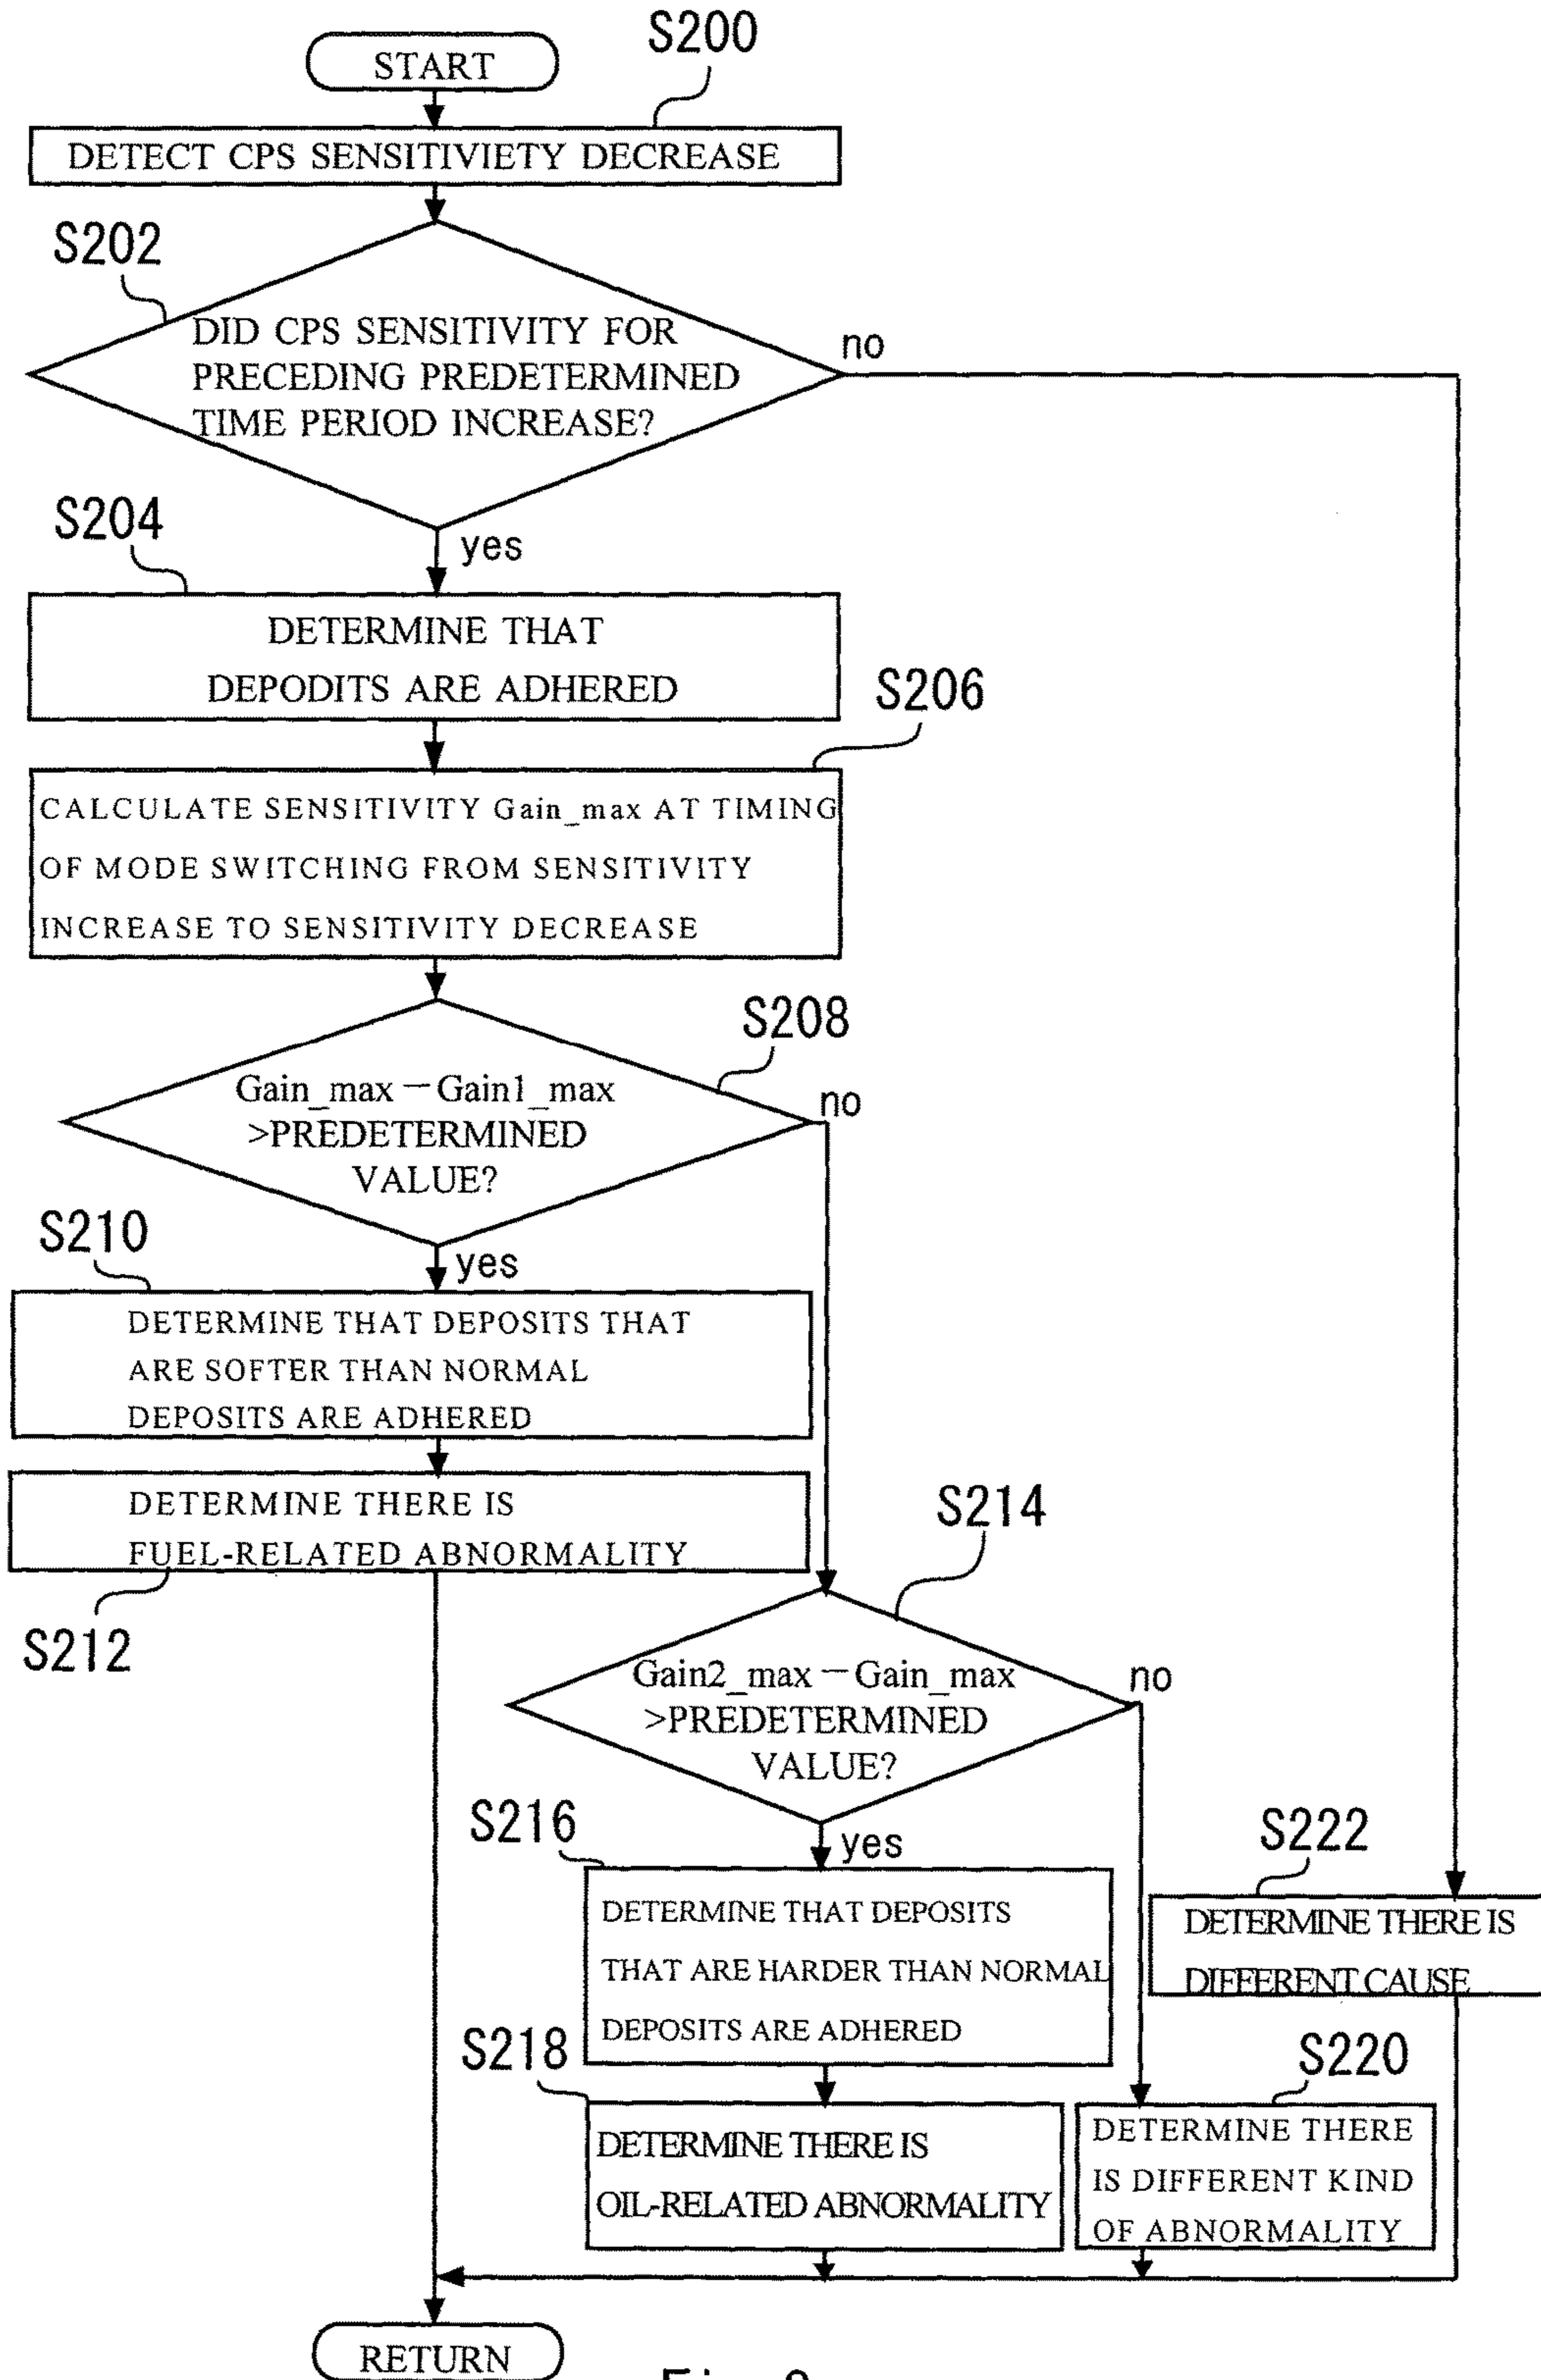 START
S200
DETECT CPS SENSITIVIETY DECREASE
S202
DID CPS SENSITIVITY FOR
PRECEDING PREDETERMINED
TIME PERIOD INCREASE?
no
yes
S204
DETERMINE THAT
DEPODITS ARE ADHERED
S206
CALCULATE SENSITIVITY Gain_max AT TIMING
OF MODE SWITCHING FROM SENSITIVITY
INCREASE TO SENSITIVITY DECREASE
S208
Gain_max－Gain1_max
>PREDETERMINED
VALUE?
no
yes
S210
DETERMINE THAT DEPOSITS THAT
ARE SOFTER THAN NORMAL
DEPOSITS ARE ADHERED
DETERMINE THERE IS
FUEL-RELATED ABNORMALITY
S212
S214
Gain2_max－Gain_max
>PREDETERMINED
VALUE?
no
yes
S216
DETERMINE THAT DEPOSITS
THAT ARE HARDER THAN NORMAL
DEPOSITS ARE ADHERED
S222
DETERMINE THERE IS
DIFFERENT CAUSE
S218
DETERMINE THERE IS
OIL-RELATED ABNORMALITY
S220
DETERMINE THERE
IS DIFFERENT KIND
OF ABNORMALITY
RETURN